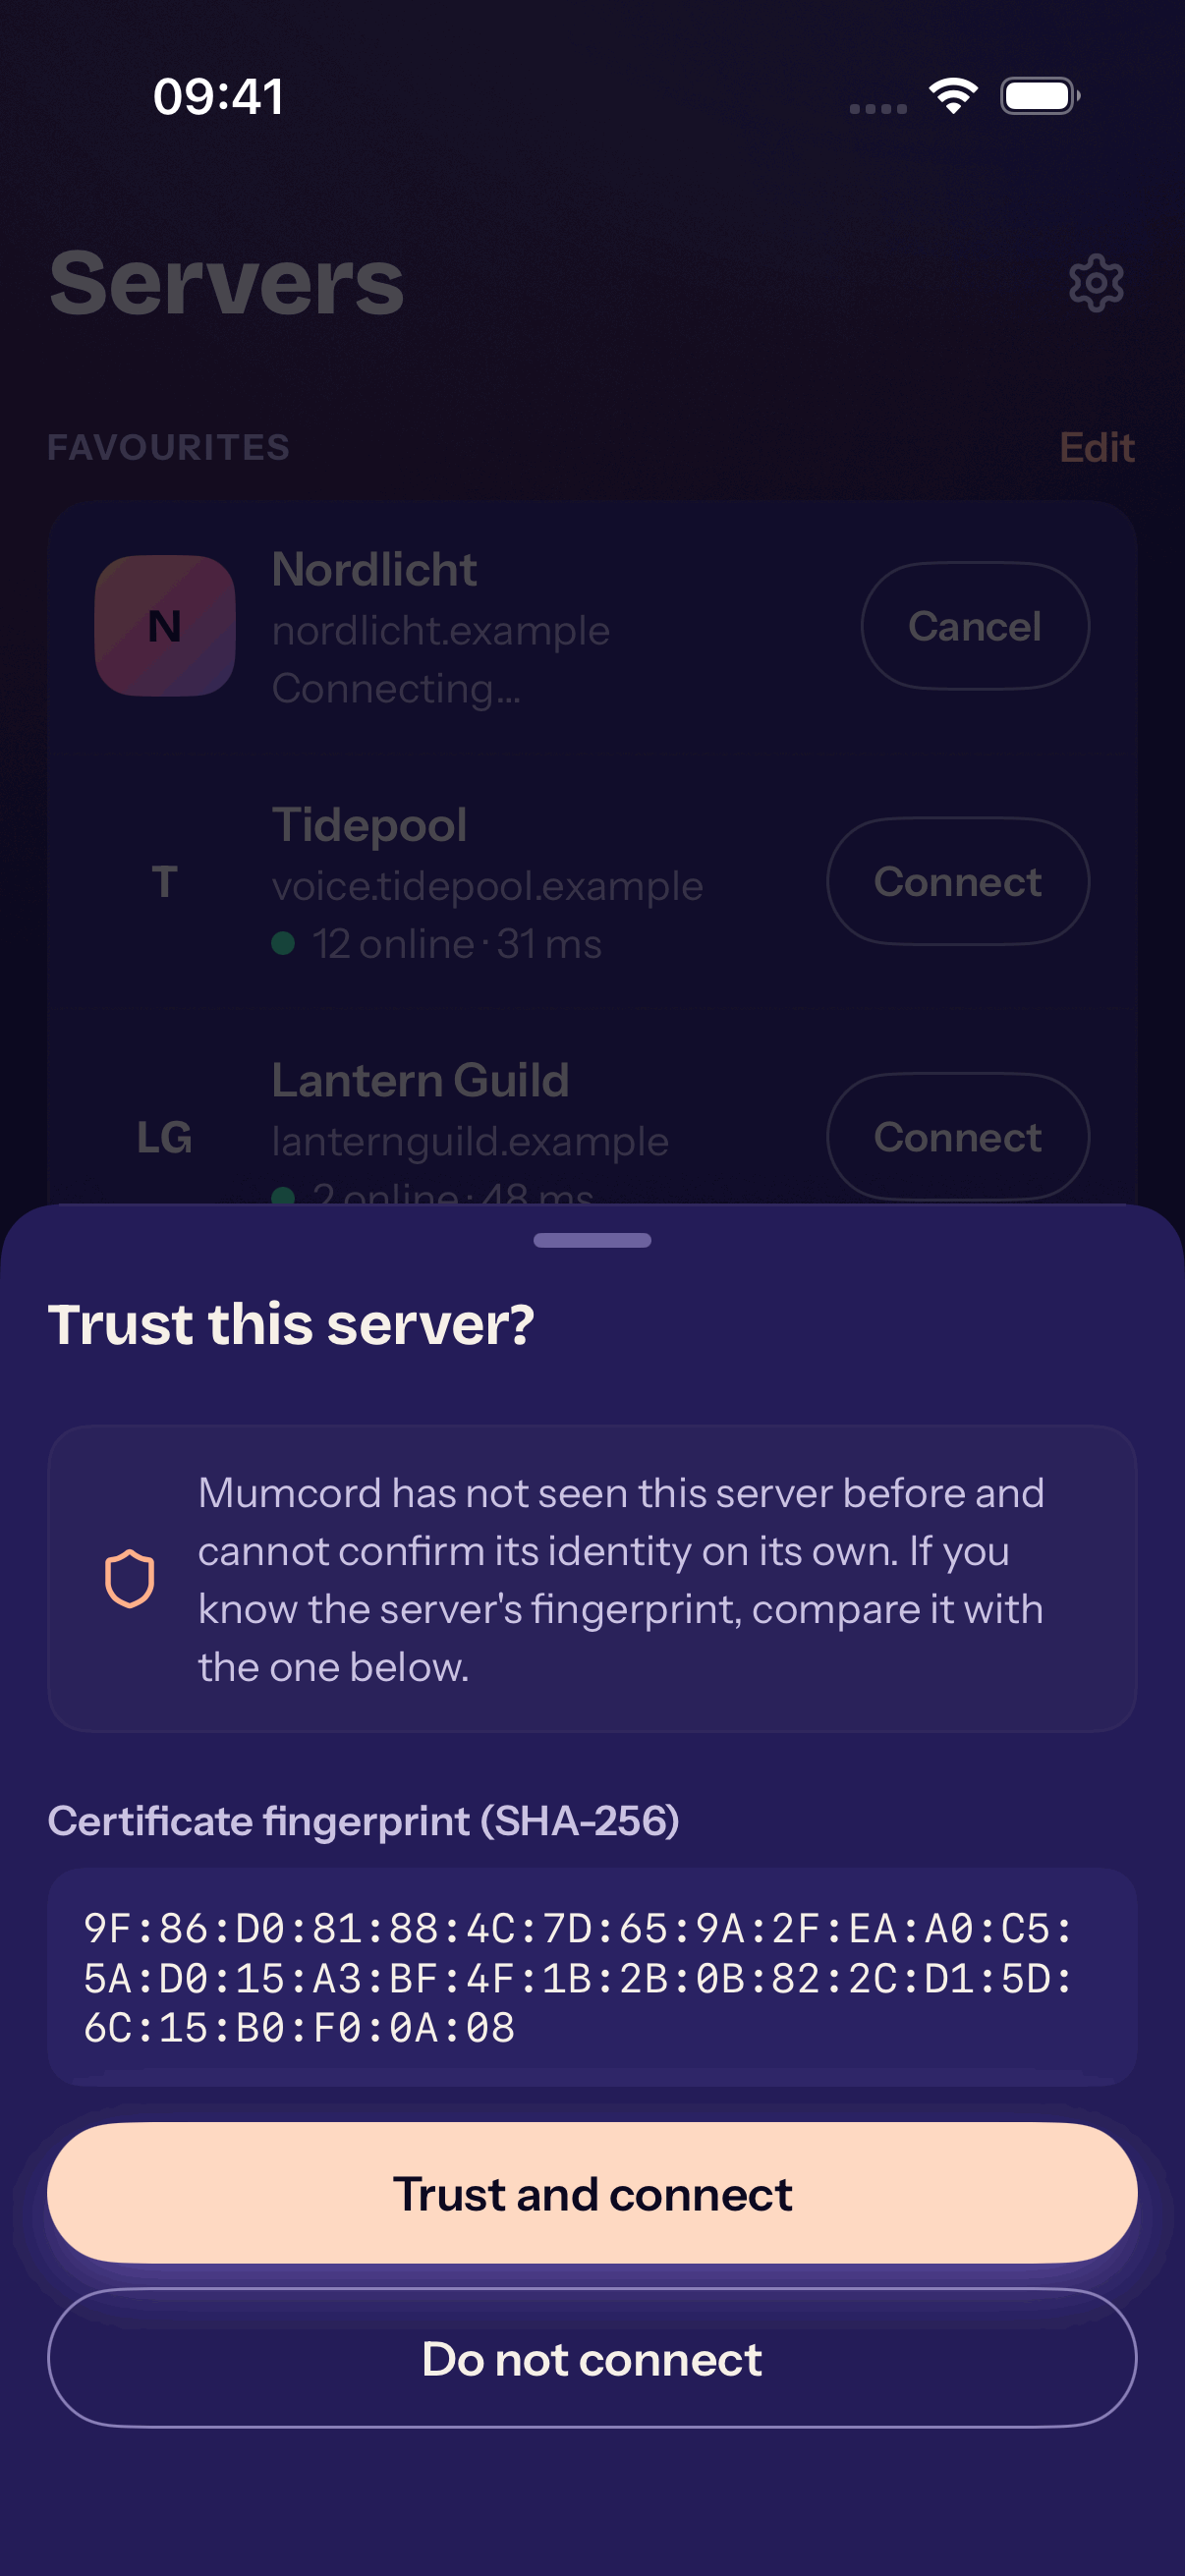 09:41
Servers
FAVOURITES
Edit
N
Nordlicht
nordlicht.example
Connecting...
Cancel
T
Tidepool
voice.tidepool.example
12 online · 31 ms
Connect
LG
Lantern Guild
lanternguild.example
2 online · 48 ms
Connect
Trust this server?
Mumcord has not seen this server before and
cannot confirm its identity on its own. If you
know the server's fingerprint, compare it with
the one below.
Certificate fingerprint (SHA-256)
9F:86:D0:81:88:4C:7D:65:9A:2F:EA:A0:C5:
5A:D0:15:A3:BF:4F:1B:2B:0B:82:2C:D1:5D:
6C:15:B0:F0:0A:08
Trust and connect
Do not connect